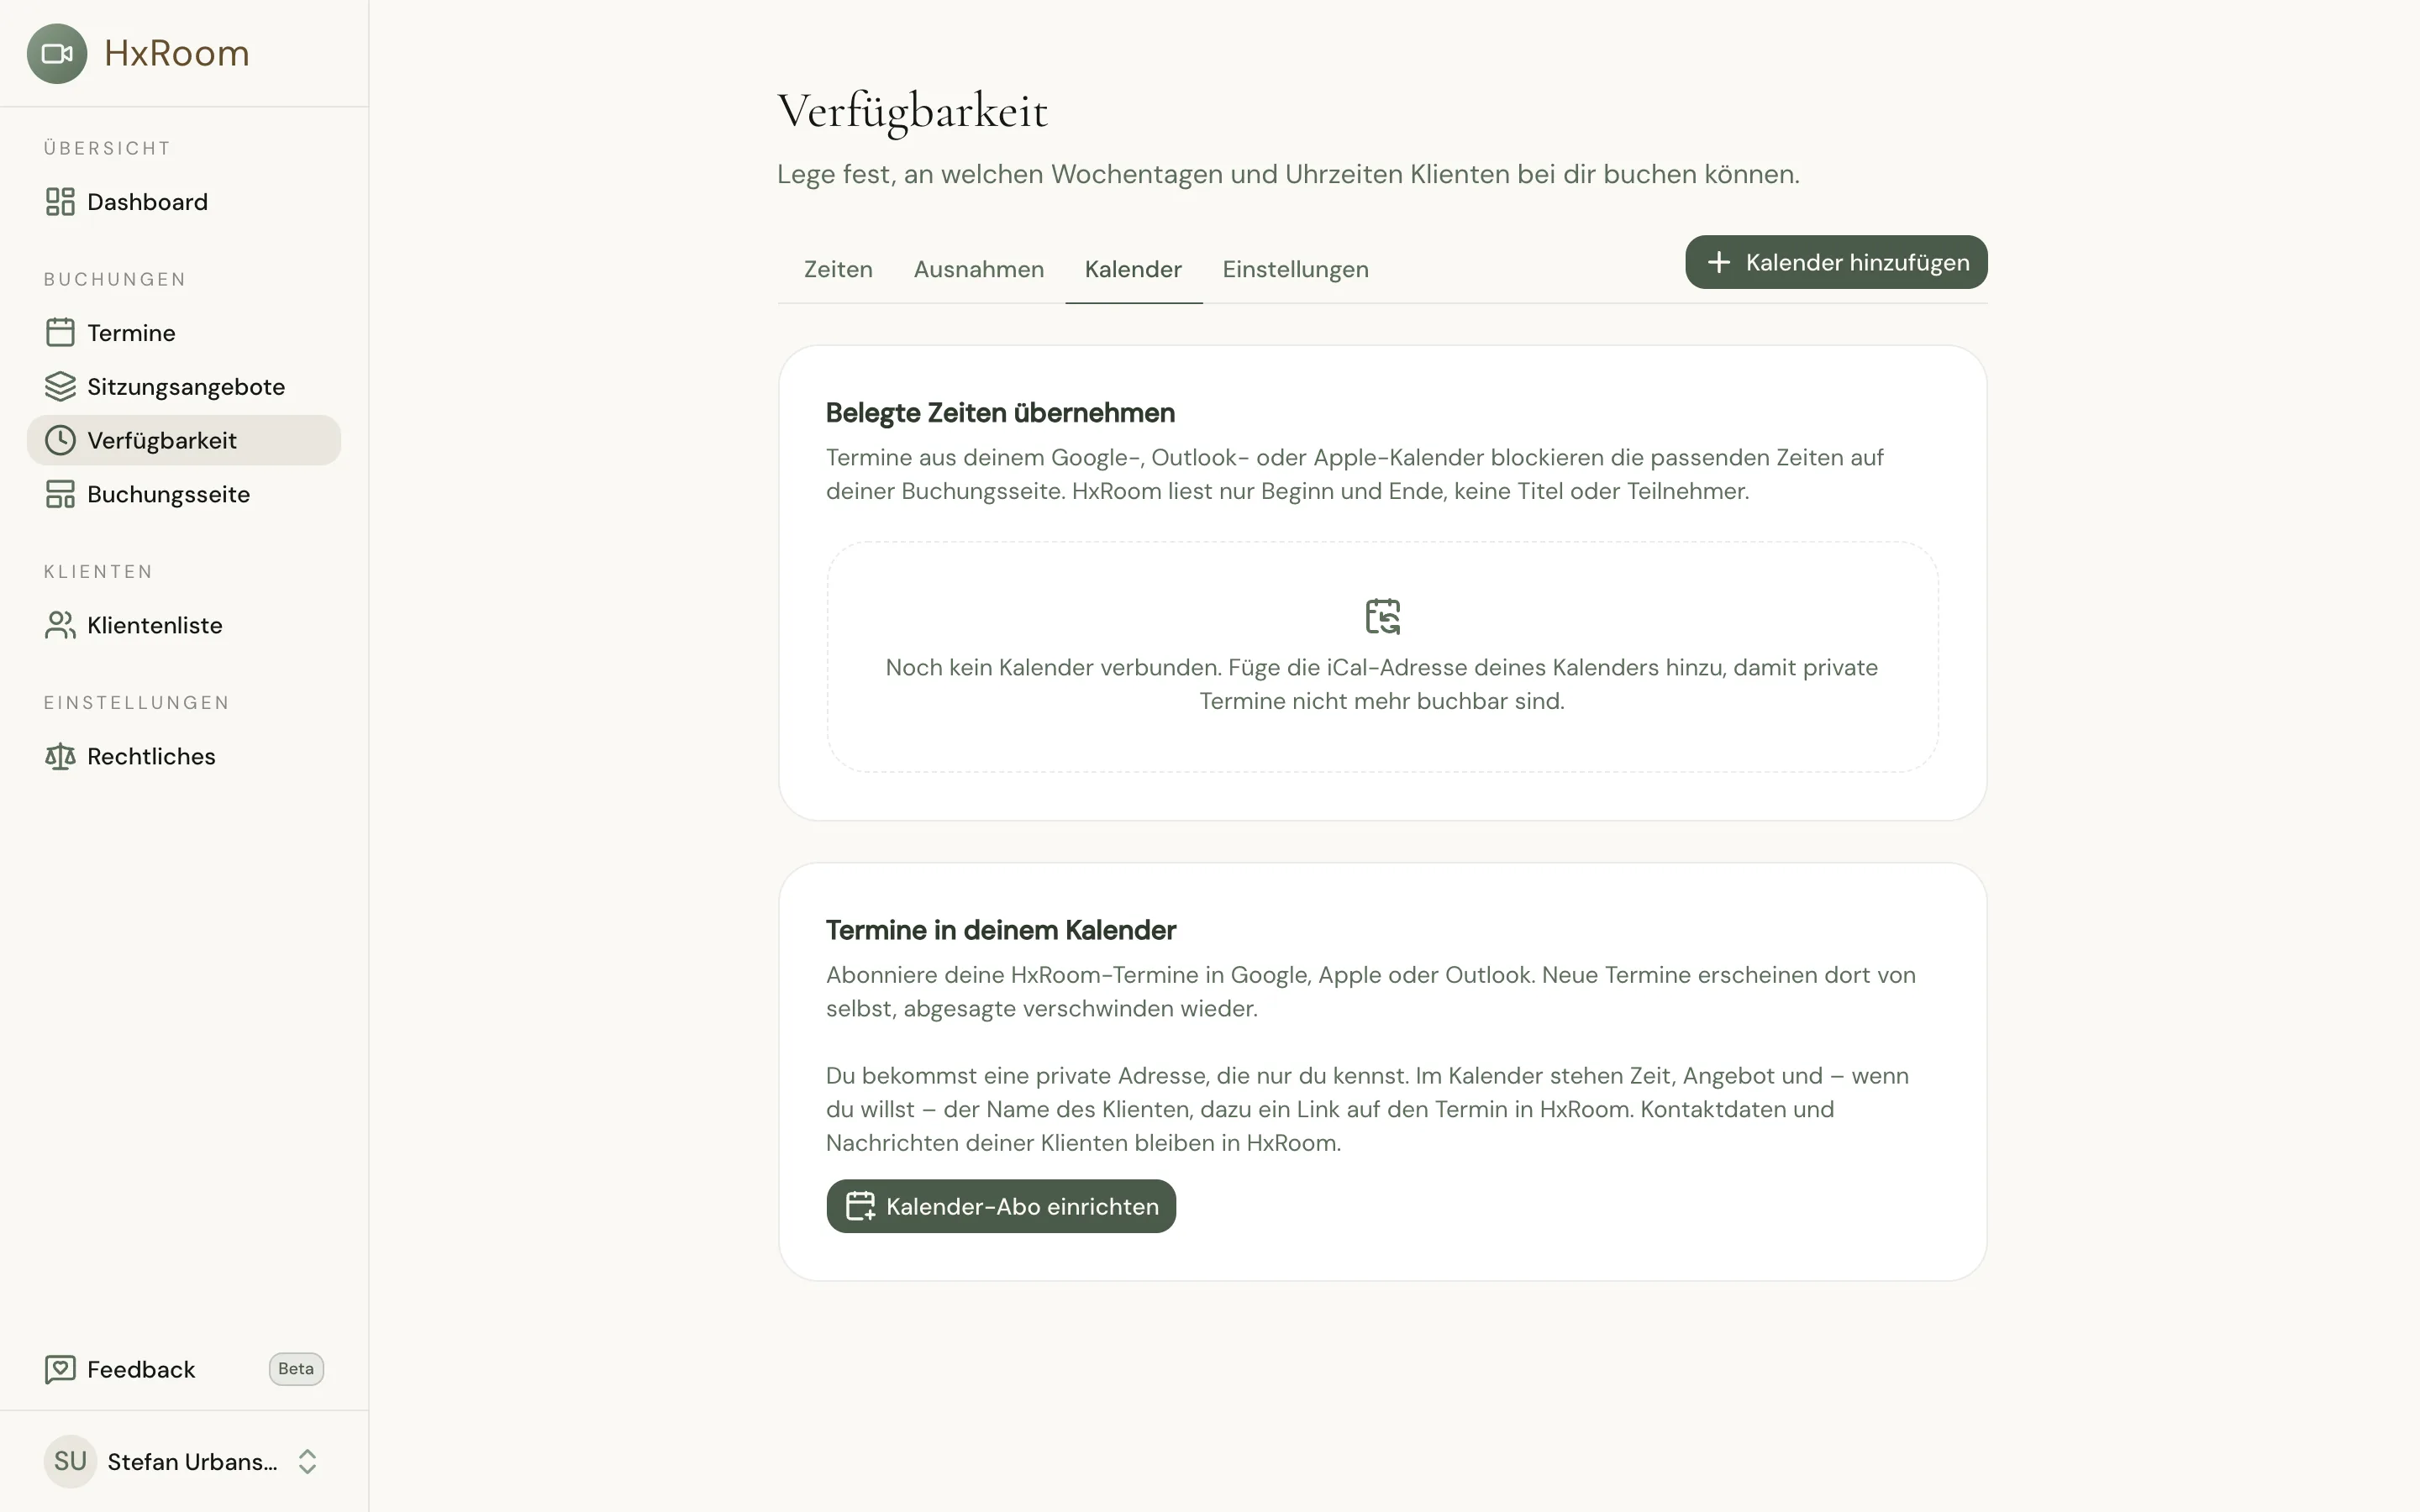 HxRoom
ÜBERSICHT
Dashboard
BUCHUNGEN
Termine
Sitzungsangebote
Verfügbarkeit
Buchungsseite
KLIENTEN
Klientenliste
EINSTELLUNGEN
Rechtliches
Feedback
Beta
SU
Stefan Urbans...
Verfügbarkeit
Lege fest, an welchen Wochentagen und Uhrzeiten Klienten bei dir buchen können.
Zeiten
Ausnahmen
Kalender
Einstellungen
Kalender hinzufügen
Belegte Zeiten übernehmen
Termine aus deinem Google-, Outlook- oder Apple-Kalender blockieren die passenden Zeiten auf
deiner Buchungsseite. HxRoom liest nur Beginn und Ende, keine Titel oder Teilnehmer.
Noch kein Kalender verbunden. Füge die iCal-Adresse deines Kalenders hinzu, damit private
Termine nicht mehr buchbar sind.
Termine in deinem Kalender
Abonniere deine HxRoom-Termine in Google, Apple oder Outlook. Neue Termine erscheinen dort von
selbst, abgesagte verschwinden wieder.
Du bekommst eine private Adresse, die nur du kennst. Im Kalender stehen Zeit, Angebot und – wenn
du willst – der Name des Klienten, dazu ein Link auf den Termin in HxRoom. Kontaktdaten und
Nachrichten deiner Klienten bleiben in HxRoom.
Kalender-Abo einrichten